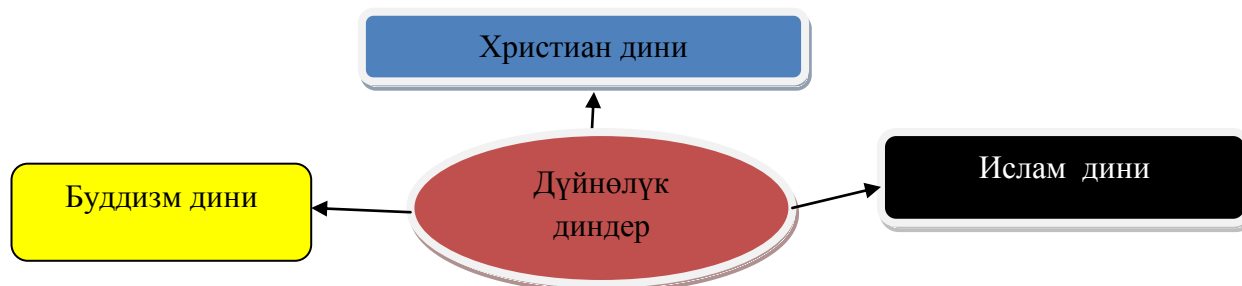 Христиан дини
Буддизм дини
Дүйнөлүк
диндер
Ислам дини